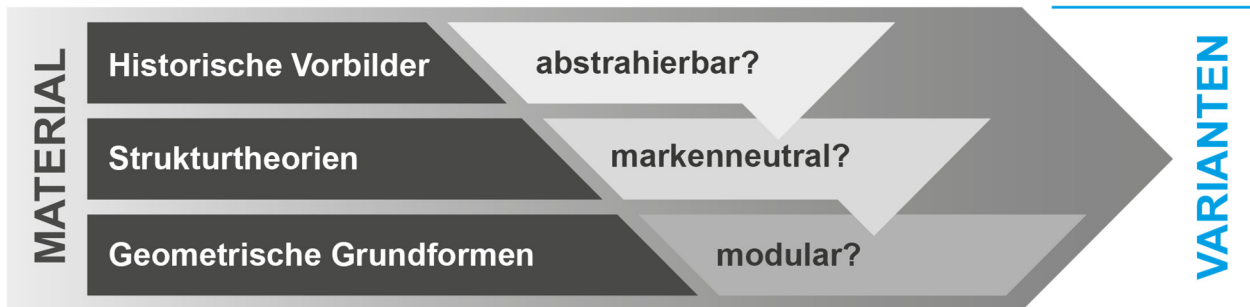 MATERIAL
Historische Vorbilder
abstrahierbar?
Strukturtheorien
markenneutral?
Geometrische Grundformen
modular?
VARIANTEN